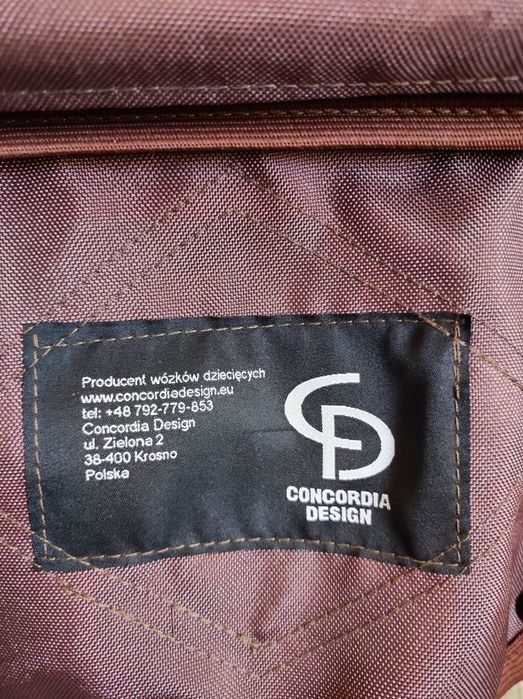 Producent wózków dziecięcych
www.concordiadesign.eu
tel: +48 792-779-853
Concordia Design
ul. Zielona 2
38-400 Krosno
Polska
CONCORDIA
DESIGN